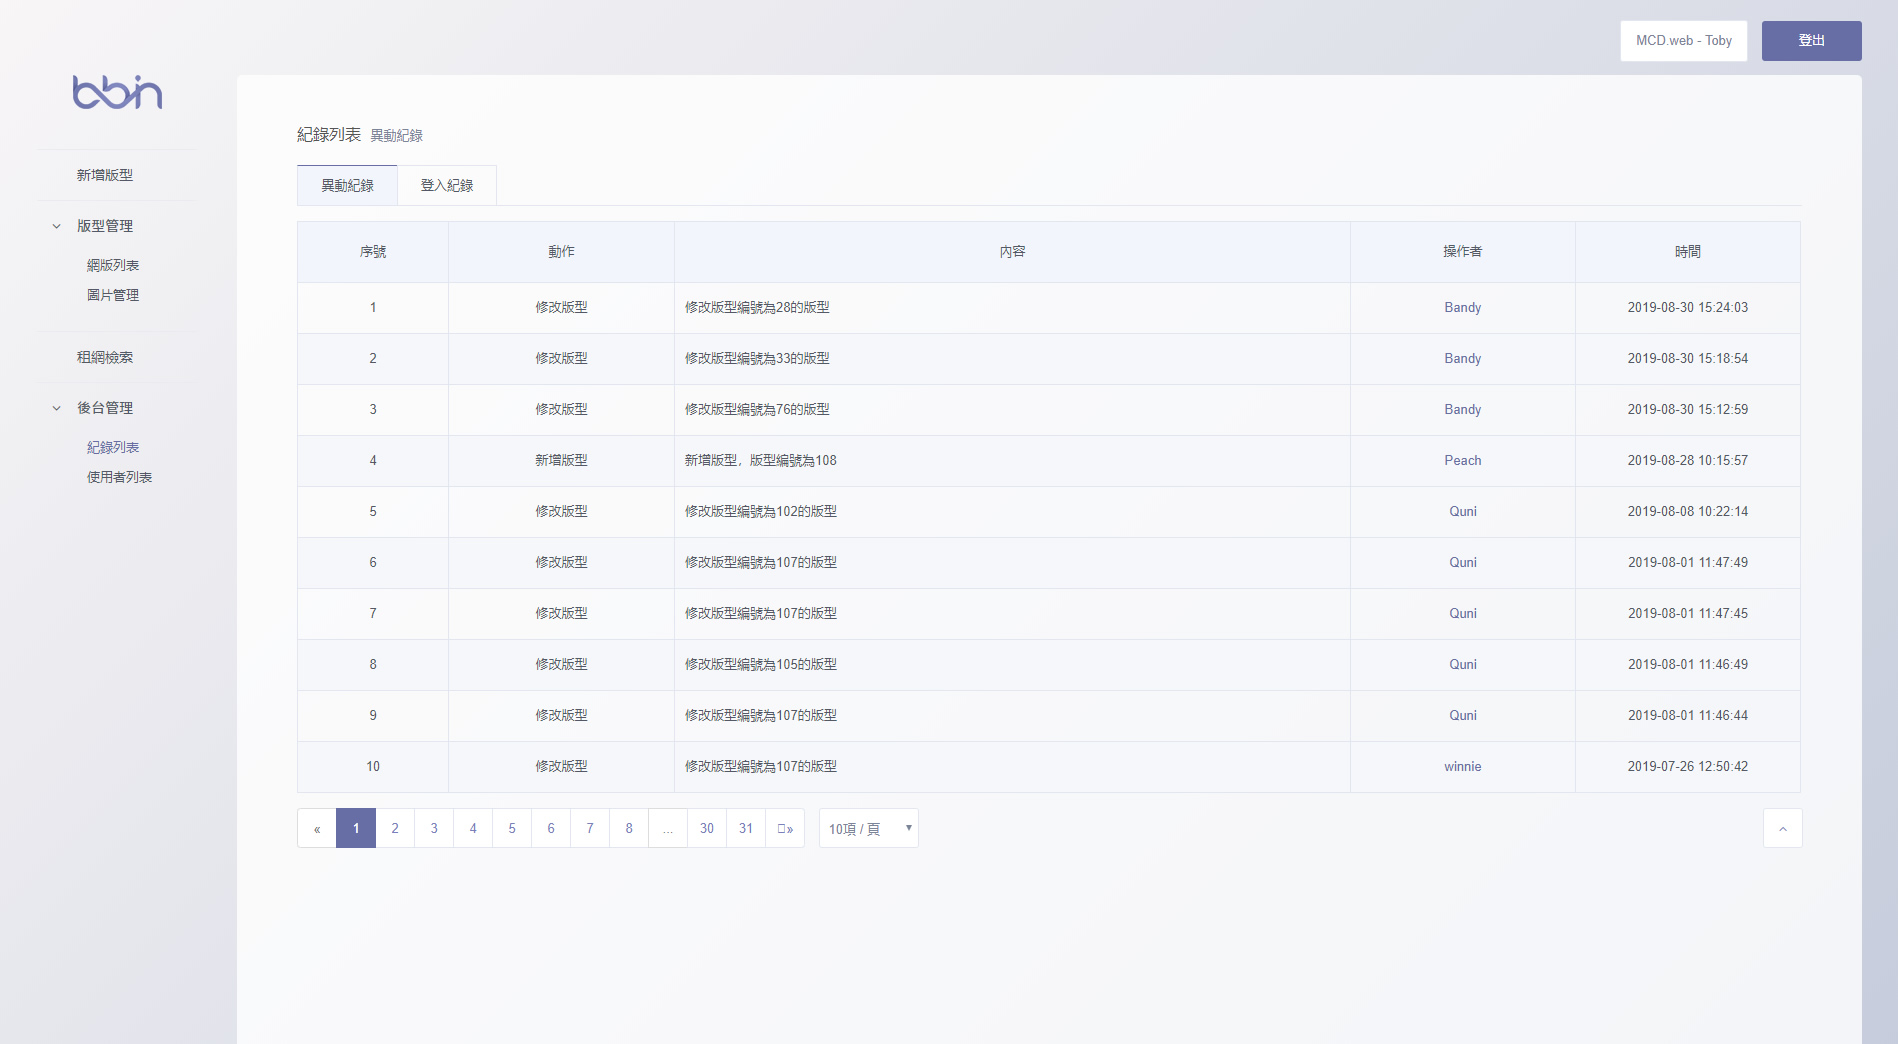 MCD.web - Toby 登出
bbin
新增版型
版型管理
網版列表
圖片管理
租網檢索
後台管理
紀錄列表
使用者列表
紀錄列表 異動紀錄
異動紀錄 登入紀錄
序號 動作 內容 操作者 時間
1 修改版型 修改版型編號為28的版型 Bandy 2019-08-30 15:24:03
2 修改版型 修改版型編號為33的版型 Bandy 2019-08-30 15:18:54
3 修改版型 修改版型編號為76的版型 Bandy 2019-08-30 15:12:59
4 新增版型 新增版型，版型編號為108 Peach 2019-08-28 10:15:57
5 修改版型 修改版型編號為102的版型 Quni 2019-08-08 10:22:14
6 修改版型 修改版型編號為107的版型 Quni 2019-08-01 11:47:49
7 修改版型 修改版型編號為107的版型 Quni 2019-08-01 11:47:45
8 修改版型 修改版型編號為105的版型 Quni 2019-08-01 11:46:49
9 修改版型 修改版型編號為107的版型 Quni 2019-08-01 11:46:44
10 修改版型 修改版型編號為107的版型 winnie 2019-07-26 12:50:42
« 1 2 3 4 5 6 7 8 ... 30 31 » 10項 / 頁